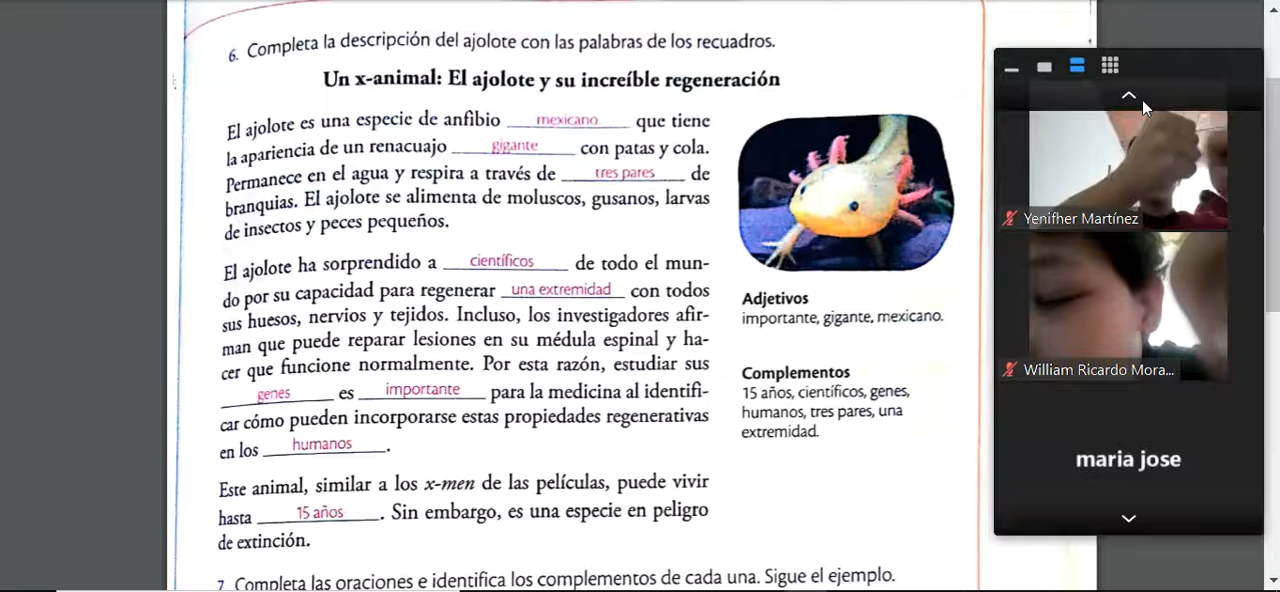 6. Completa la descripción del ajolote con las palabras de los recuadros.
Un x-animal: El ajolote y su increíble regeneración
El ajolote es una especie de anfibio mexicano que tiene
la apariencia de un renacuajo gigante con patas y cola.
Permanece en el agua y respira a través de tres pares de
branquias. El ajolote se alimenta de moluscos, gusanos, larvas
de insectos y peces pequeños.
El ajolote ha sorprendido a científicos de todo el mun-
do por su capacidad para regenerar una extremidad con todos
sus huesos, nervios y tejidos. Incluso, los investigadores afir-
man que puede reparar lesiones en su médula espinal y ha-
cer que funcione normalmente. Por esta razón, estudiar sus
genes es importante para la medicina al identifi-
car cómo pueden incorporarse estas propiedades regenerativas
en los humanos.
Este animal, similar a los x-men de las películas, puede vivir
hasta 15 años. Sin embargo, es una especie en peligro
de extinción.
7 Completa las oraciones e identifica los complementos de cada una. Sigue el ejemplo.
Adjetivos
importante, gigante, mexicano.
Complementos
15 años, científicos, genes,
humanos, tres pares, una
extremidad.
Yenifher Martínez
William Ricardo Mora...
maria jose